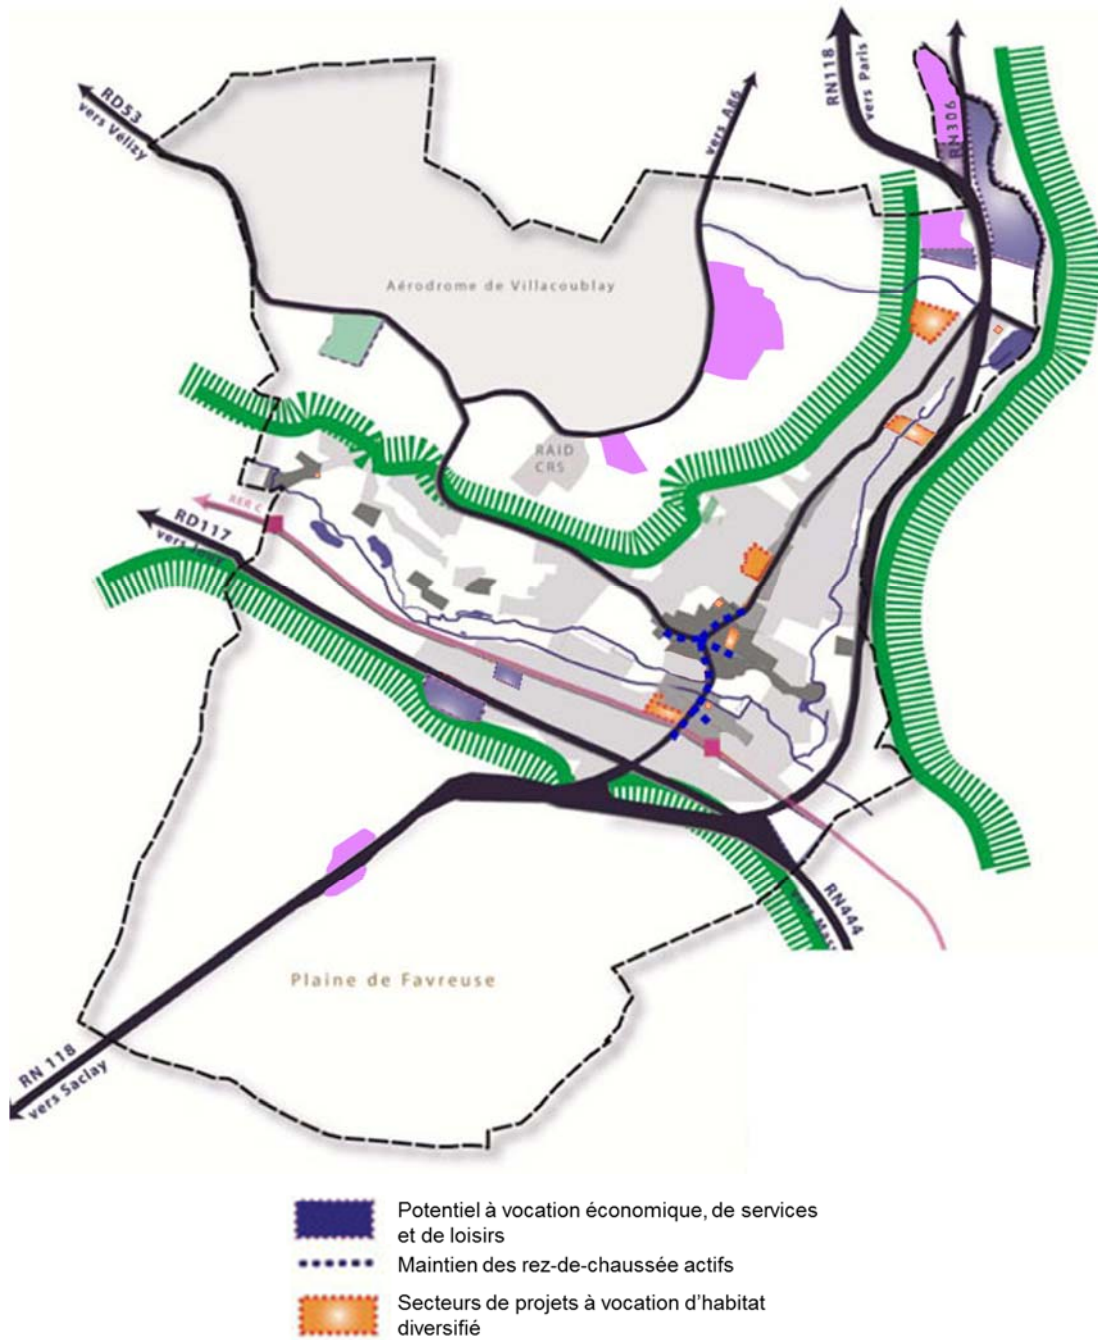 RN118
vers Paris
RN306
RD53
vers Vélizy
vers A86
Aérodrome de Villacoublay
RAID
CRS
RER C
RD117
vers
RN444
vers
Plaine de Favreuse
RN 118
vers Saclay
Potentiel à vocation économique, de services
et de loisirs
Maintien des rez-de-chaussée actifs
Secteurs de projets à vocation d'habitat
diversifié